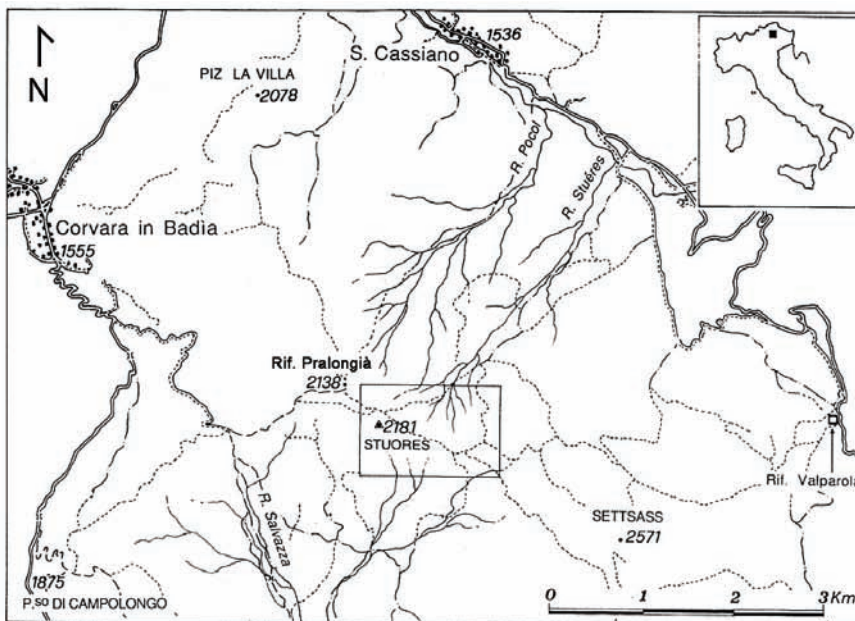 1536
S. Cassiano
N
PIZ LA VILLA
2078
R. Pocol
R. Stuéres
Corvara in Badia
1555
Rif. Pralongià
2138
2181
STUORES
Rif. Valparola
R. Salvazza
SETTSASS
2571
1875
P.SO DI CAMPOLONGO
0 1 2 3 Km